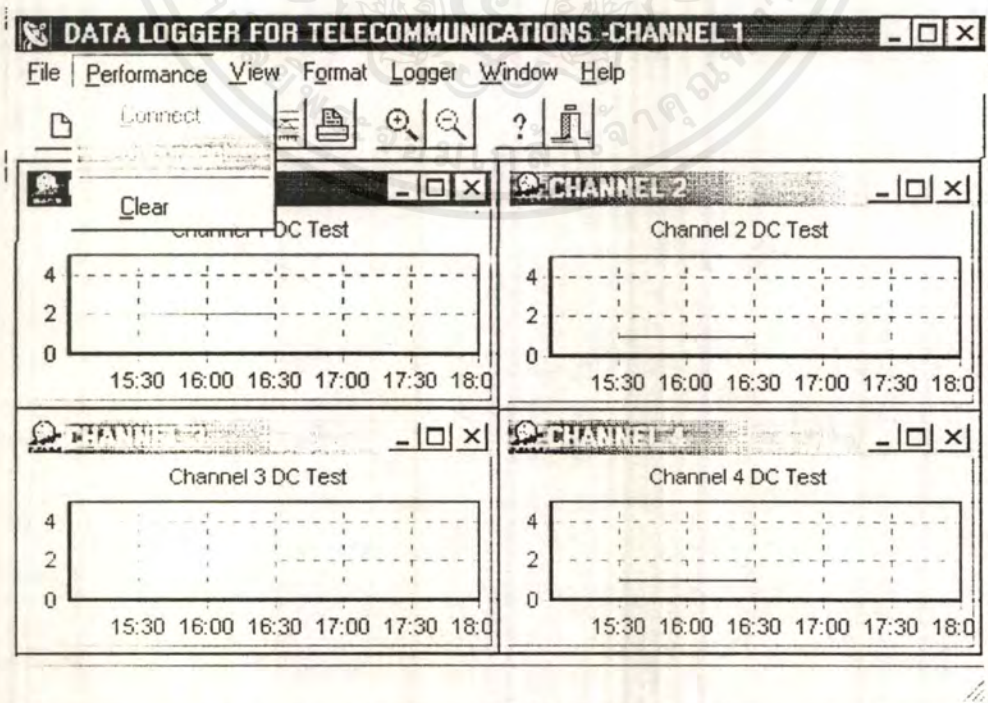 DATA LOGGER FOR TELECOMMUNICATIONS -CHANNEL 1
File Performance View Format Logger Window Help
Connect
Clear
?
Channel 1 DC Test
4
2
0
15:30 16:00 16:30 17:00 17:30 18:0
CHANNEL 2
Channel 2 DC Test
4
2
0
15:30 16:00 16:30 17:00 17:30 18:0
CHANNEL 3
Channel 3 DC Test
4
2
0
15:30 16:00 16:30 17:00 17:30 18:0
CHANNEL 4
Channel 4 DC Test
4
2
0
15:30 16:00 16:30 17:00 17:30 18:0